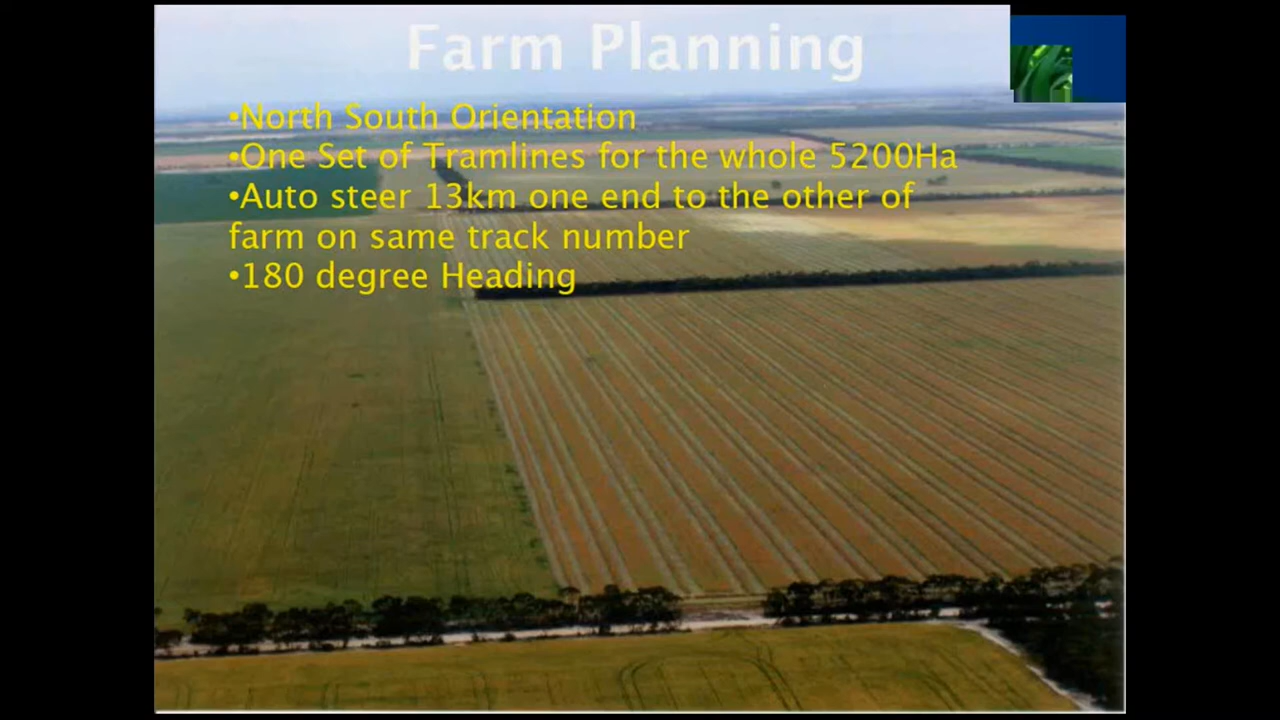 Farm Planning
•North South Orientation
•One Set of Tramlines for the whole 5200Ha
•Auto steer 13km one end to the other of
farm on same track number
•180 degree Heading